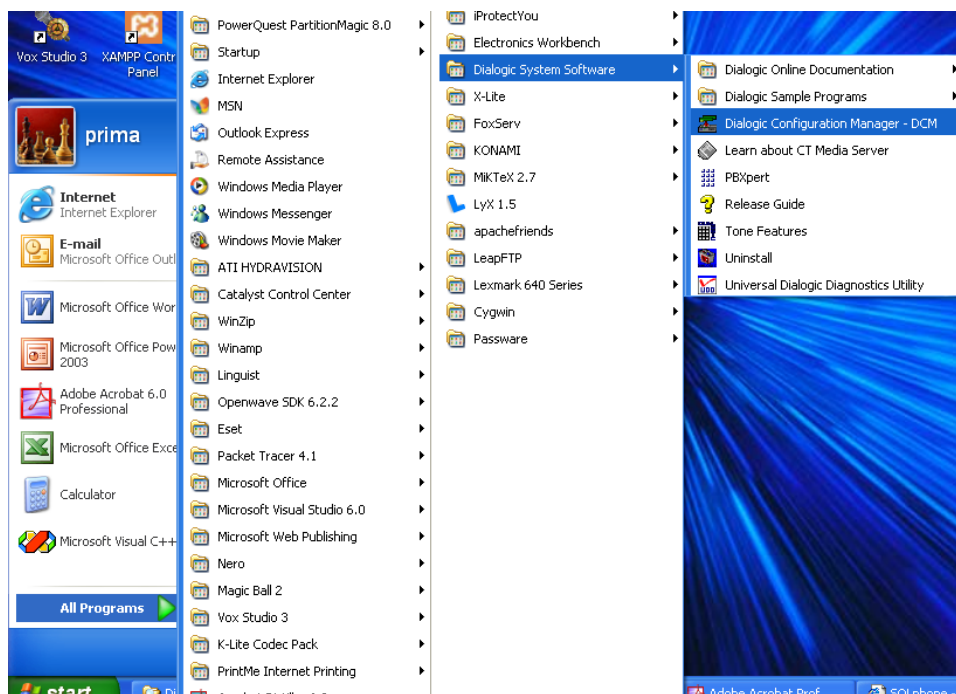 Vox Studio 3
XAMPP Contr
Panel
prima
Internet
Internet Explorer
E-mail
Microsoft Office Outl
Microsoft Office Wor
Microsoft Office Pow
2003
Adobe Acrobat 6.0
Professional
Microsoft Office Exce
Calculator
Microsoft Visual C++
All Programs
start
Di
PowerQuest PartitionMagic 8.0
Startup
Internet Explorer
MSN
Outlook Express
Remote Assistance
Windows Media Player
Windows Messenger
Windows Movie Maker
ATI HYDRAVISION
Catalyst Control Center
WinZip
Winamp
Linguist
Openwave SDK 6.2.2
Eset
Packet Tracer 4.1
Microsoft Office
Microsoft Visual Studio 6.0
Microsoft Web Publishing
Nero
Magic Ball 2
Vox Studio 3
K-Lite Codec Pack
PrintMe Internet Printing
iProtectYou
Electronics Workbench
Dialogic System Software
X-Lite
FoxServ
KONAMI
MiKTeX 2.7
LyX 1.5
apachefriends
LeapFTP
Lexmark 640 Series
Cygwin
Passware
Dialogic Online Documentation
Dialogic Sample Programs
Dialogic Configuration Manager - DCM
Learn about CT Media Server
PBXpert
Release Guide
Tone Features
Uninstall
Universal Dialogic Diagnostics Utility
Adobe Acrobat Prof
SQLphone